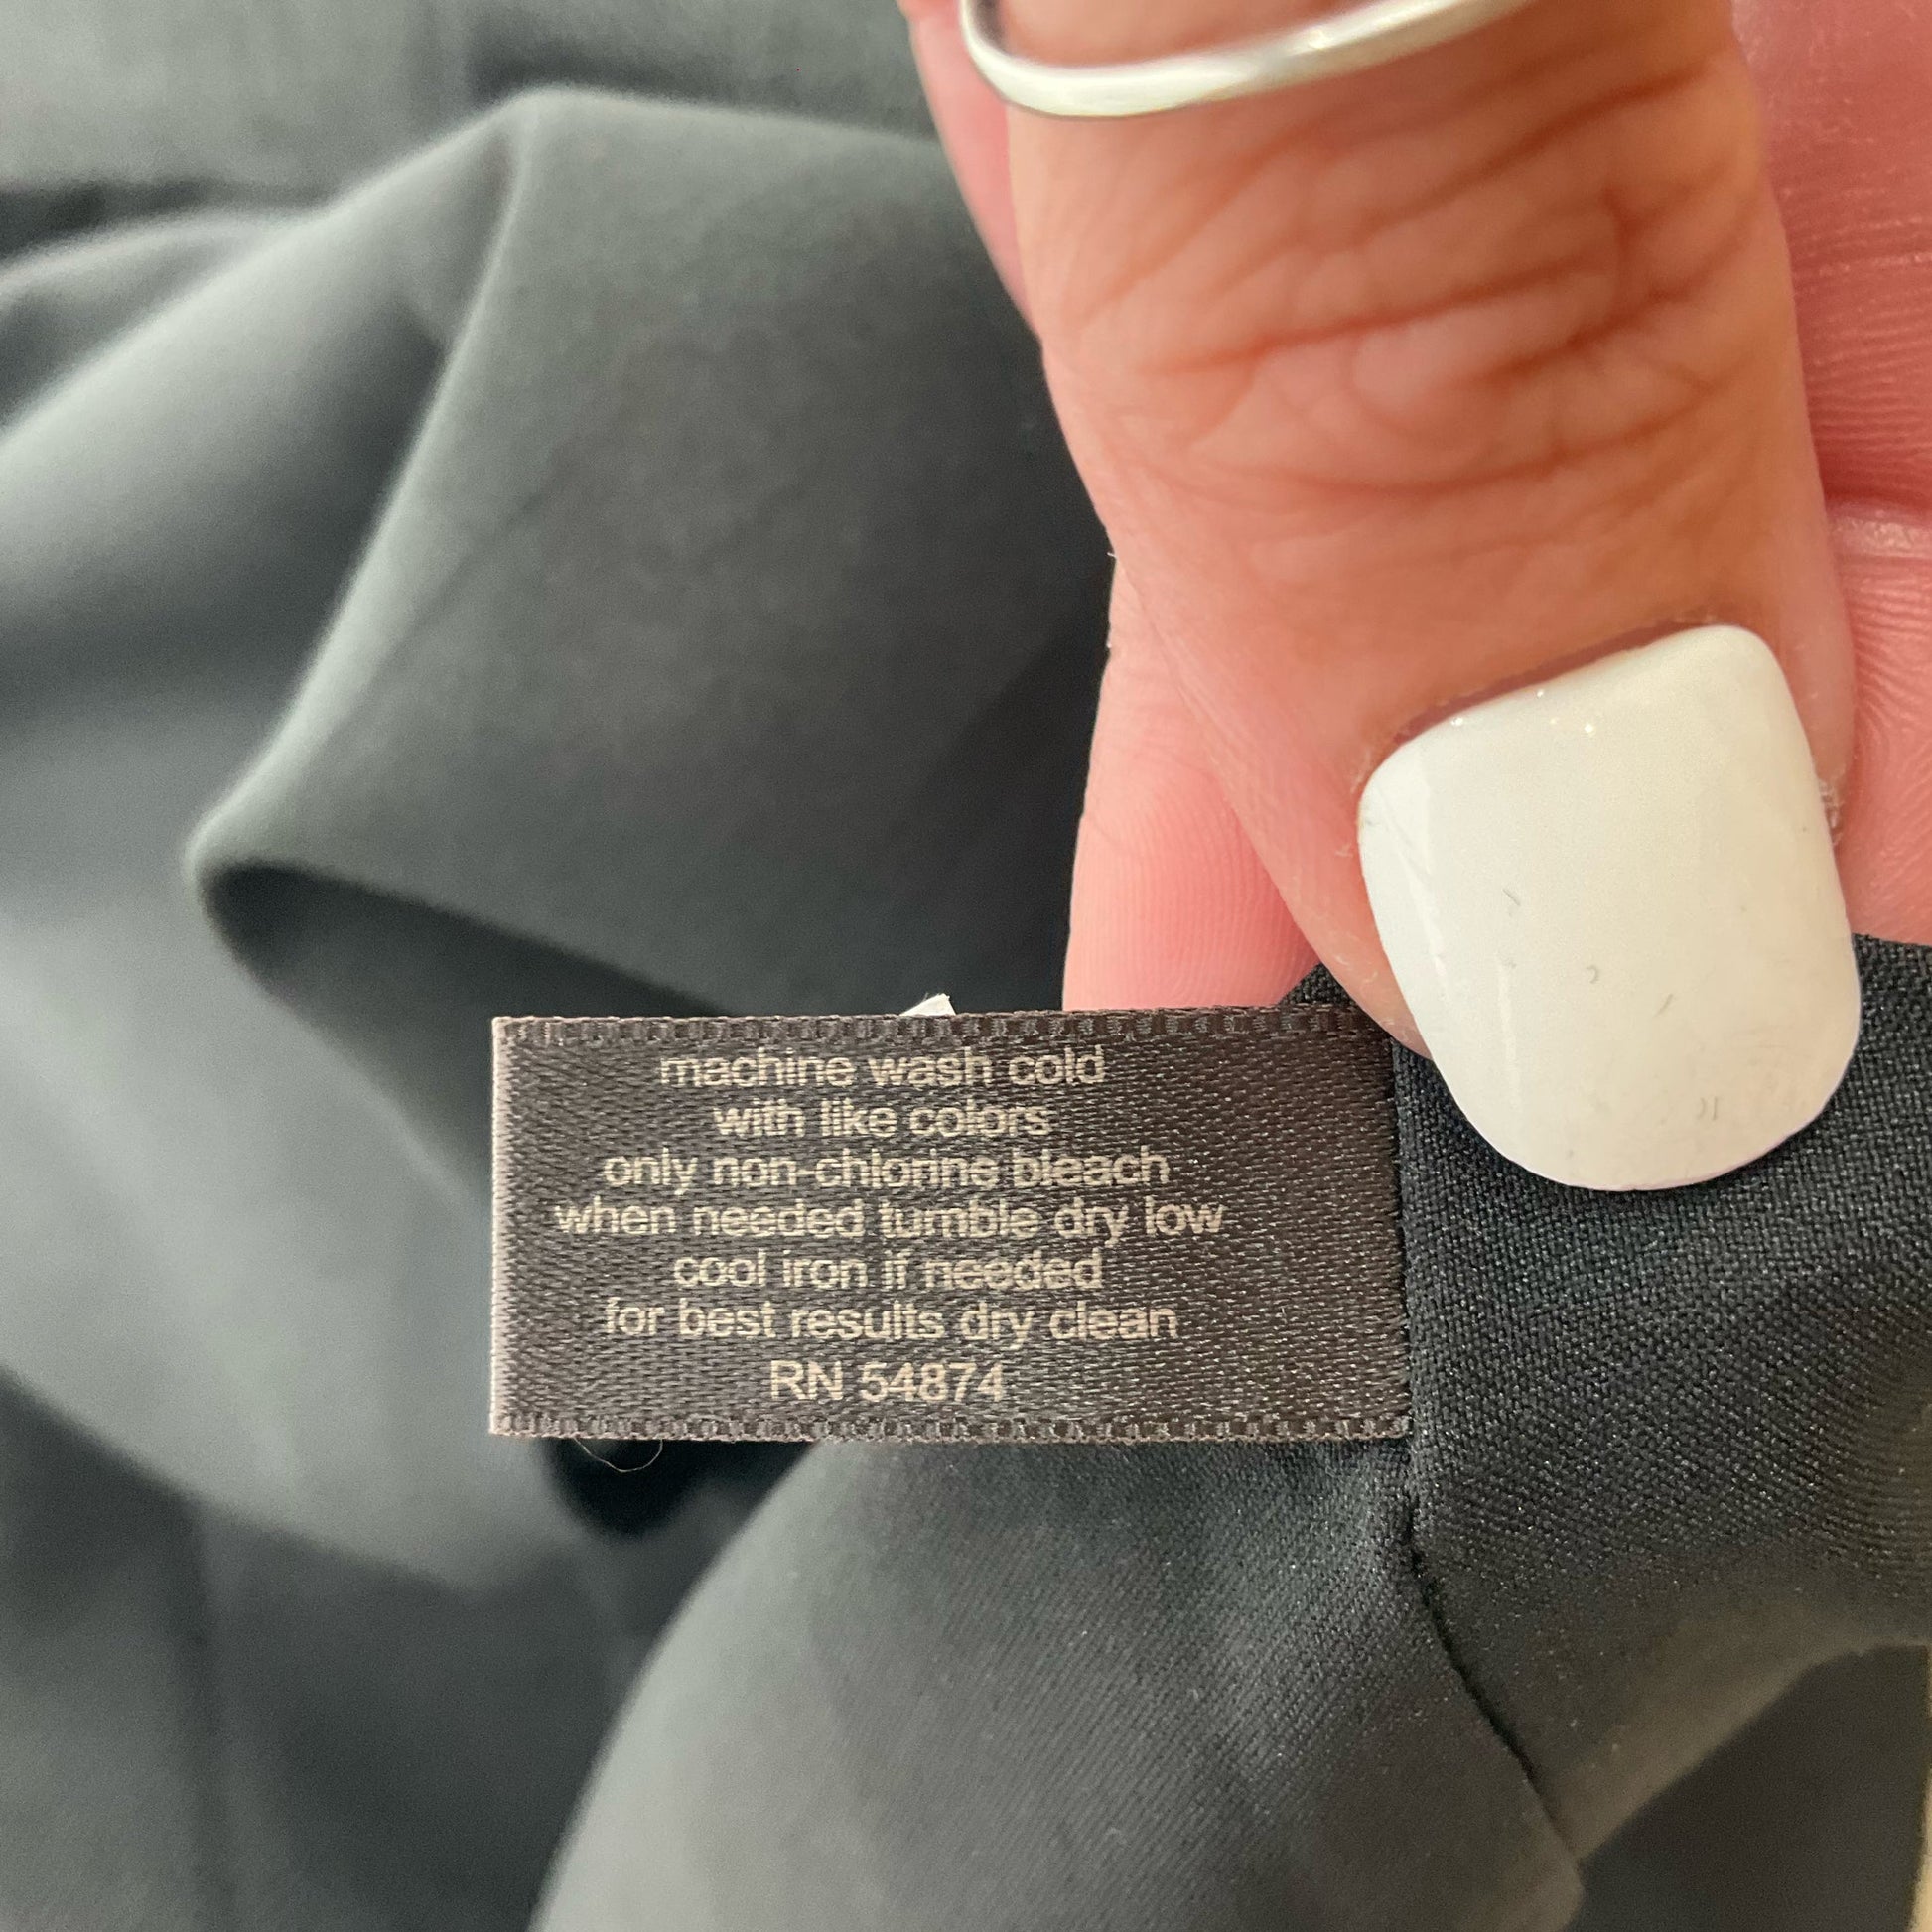 machine wash cold
with like colors
only non-chlorine bleach
when needed tumble dry low
cool iron if needed
for best results dry clean
RN 54874